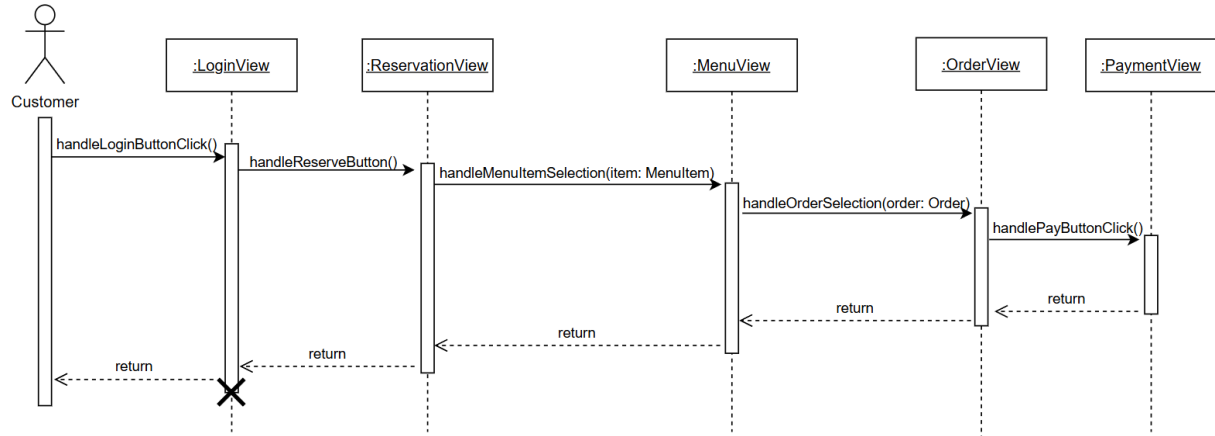 :LoginView
:ReservationView
:MenuView
:OrderView
:PaymentView
Customer
handleLoginButtonClick()
handleReserveButton()
handleMenuItemSelection(item: MenuItem)
handleOrderSelection(order: Order)
handlePayButtonClick()
return
return
return
return
return